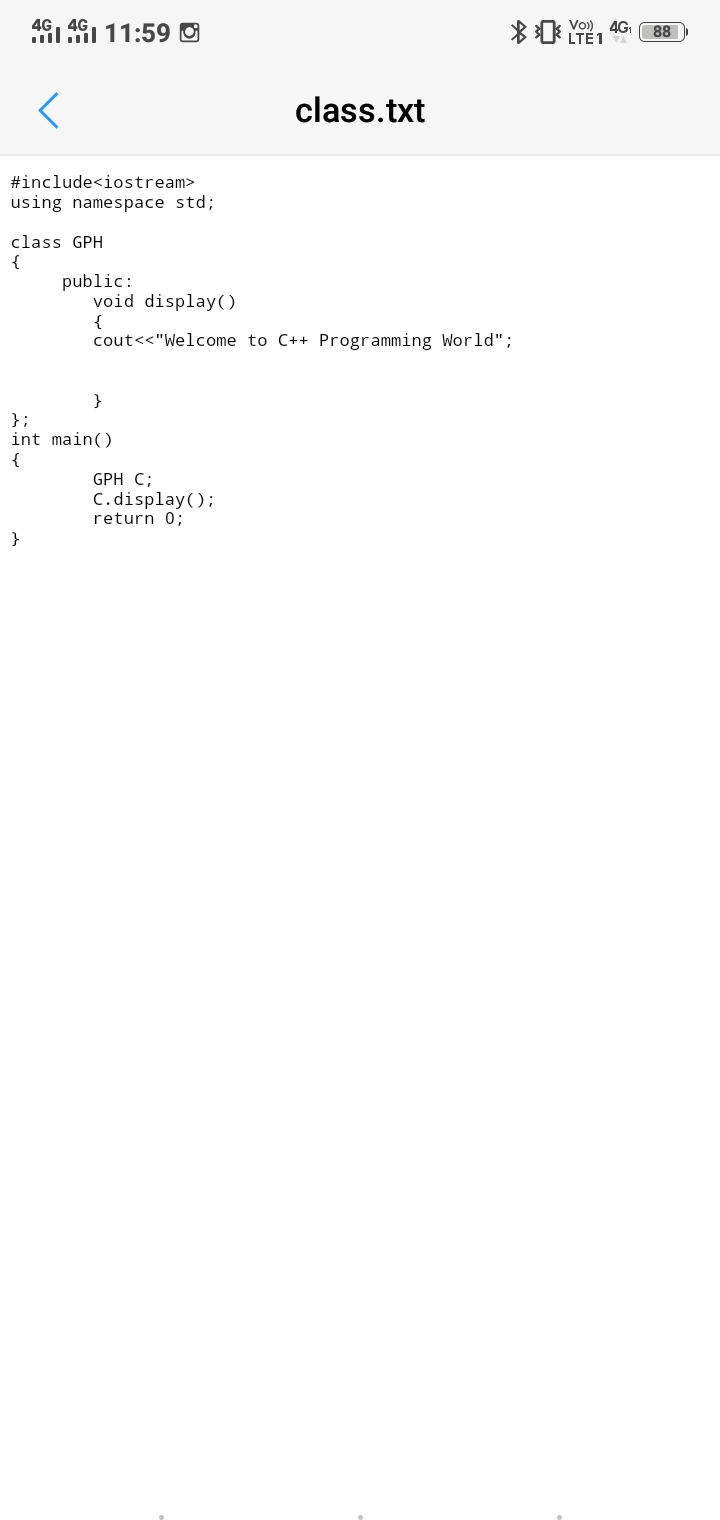 4G 4G 11:59 Vo)) LTE1 4G1 88
class.txt
#include<iostream>
using namespace std;
class GPH
{
public:
void display()
{
cout<<"Welcome to C++ Programming World";
}
};
int main()
{
GPH C;
C.display();
return 0;
}